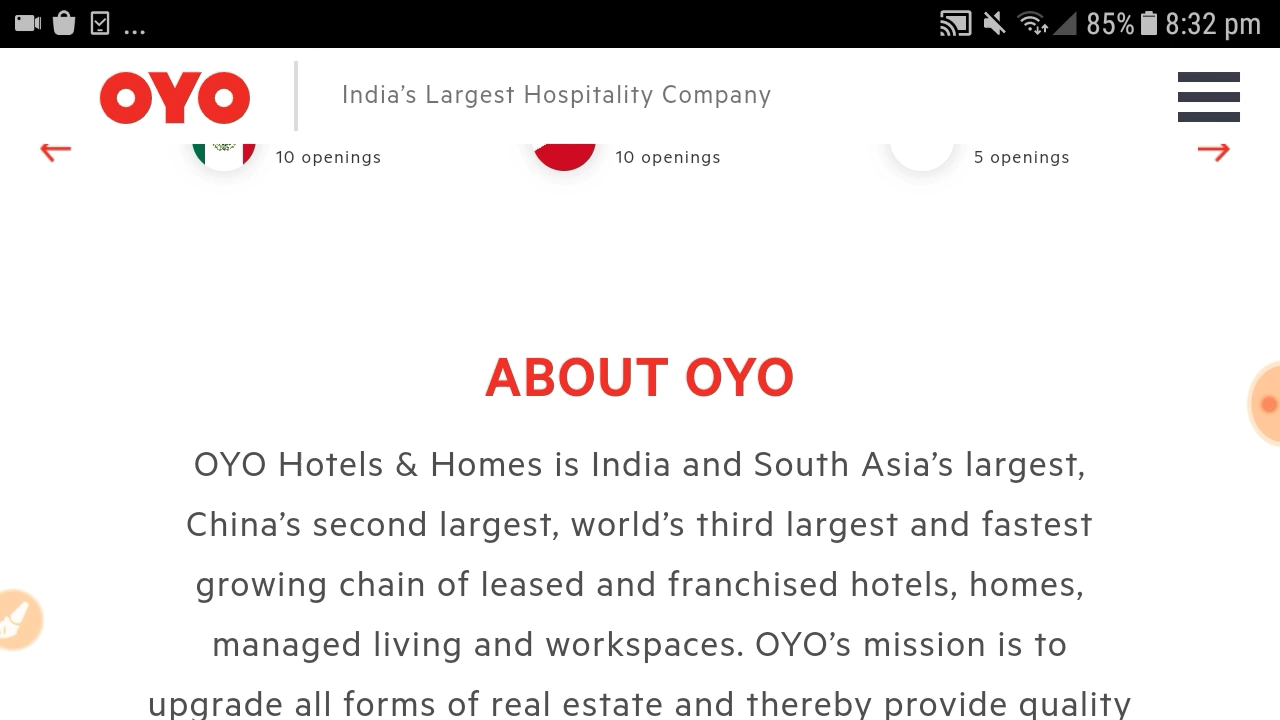 ... 85% 8:32 pm
OYO India’s Largest Hospitality Company
10 openings 10 openings 5 openings
ABOUT OYO
OYO Hotels & Homes is India and South Asia’s largest,
China’s second largest, world’s third largest and fastest
growing chain of leased and franchised hotels, homes,
managed living and workspaces. OYO’s mission is to
upgrade all forms of real estate and thereby provide quality